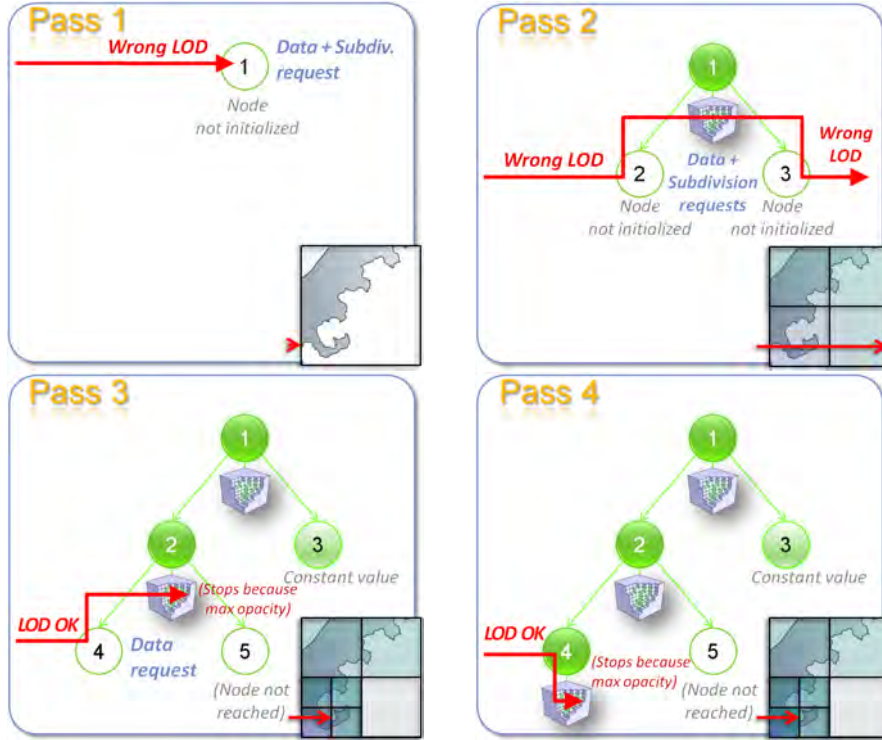 Pass 1
Wrong LOD
1
Data + Subdiv.
request
Node
not initialized
Pass 2
1
Wrong LOD
Wrong
LOD
2
Data +
Subdivision
requests
3
Node
not initialized
Node
not initialized
Pass 3
1
2
3
Constant value
(Stops because
max opacity)
LOD OK
4
Data
request
5
(Node not
reached)
Pass 4
1
2
3
Constant value
LOD OK
4
(Stops because
max opacity)
5
(Node not
reached)